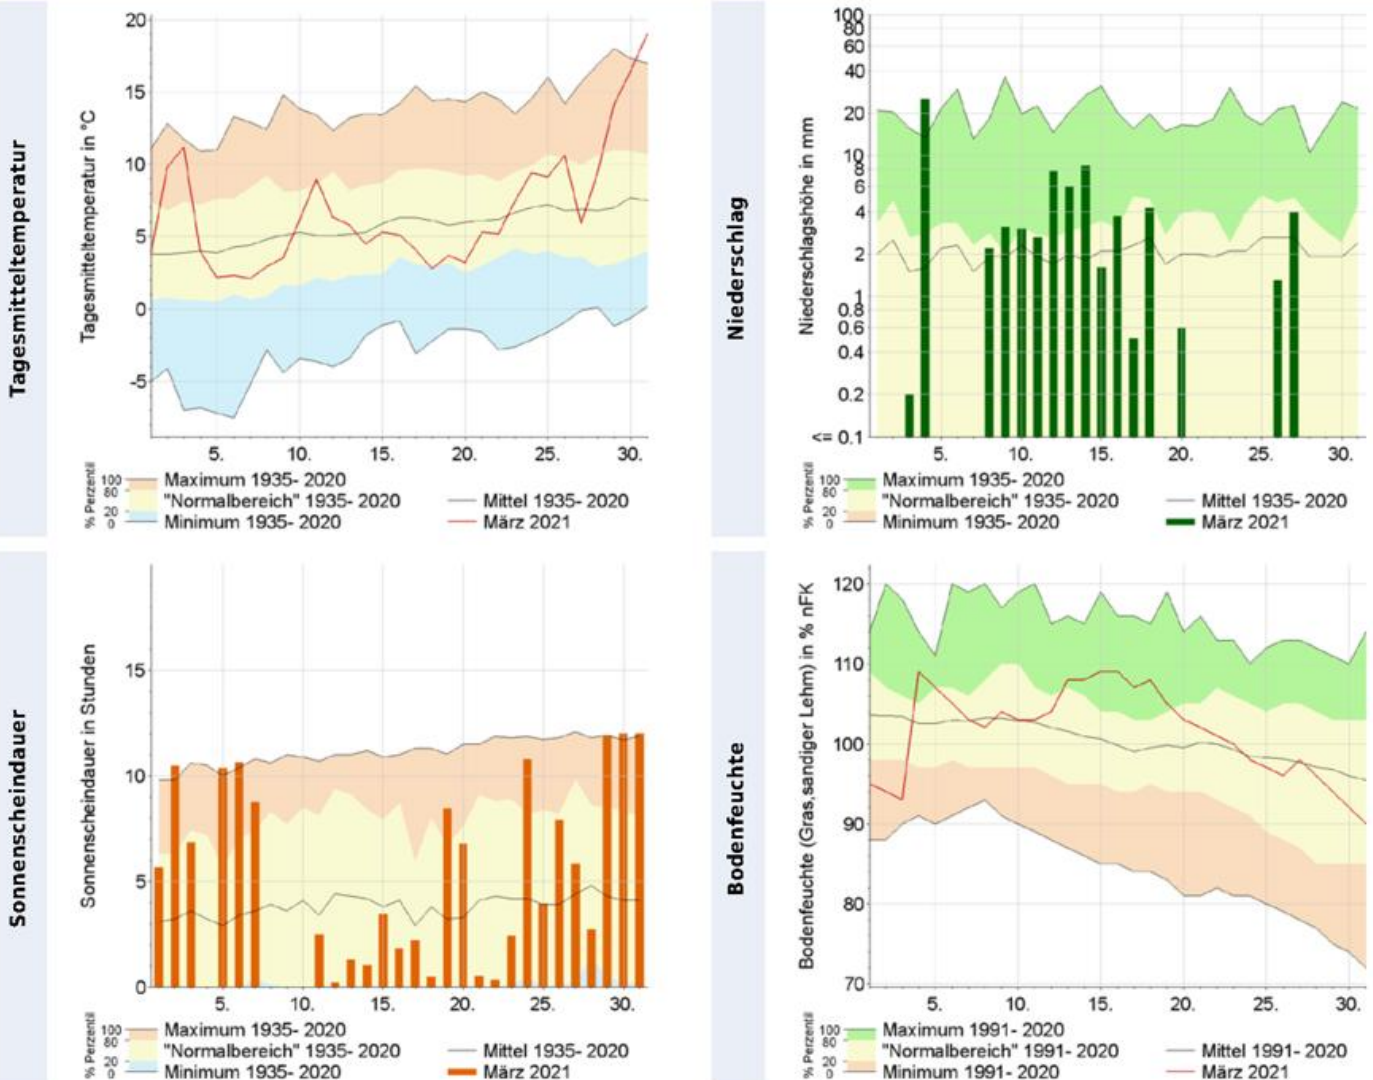 Tagesmitteltemperatur
Tagesmitteltemperatur in °C
20
15
10
5
0
-5
5.
10.
15.
20.
25.
30.
% Perzentil
100
80
20
0
Maximum 1935- 2020
"Normalbereich" 1935- 2020
Minimum 1935- 2020
Mittel 1935- 2020
März 2021
Niederschlag
Niederschlagshöhe in mm
100
80
60
40
20
10
8
6
4
2
1
0.8
0.6
0.4
0.2
<= 0.1
5.
10.
15.
20.
25.
30.
% Perzentil
100
80
20
0
Maximum 1935- 2020
"Normalbereich" 1935- 2020
Minimum 1935- 2020
Mittel 1935- 2020
März 2021
Sonnenscheindauer
Sonnenscheindauer in Stunden
15
10
5
0
5.
10.
15.
20.
25.
30.
% Perzentil
100
80
20
0
Maximum 1935- 2020
"Normalbereich" 1935- 2020
Minimum 1935- 2020
Mittel 1935- 2020
März 2021
Bodenfeuchte
Bodenfeuchte (Gras,sandiger Lehm) in % nFK
120
110
100
90
80
70
5.
10.
15.
20.
25.
30.
% Perzentil
100
80
20
0
Maximum 1991- 2020
"Normalbereich" 1991- 2020
Minimum 1991- 2020
Mittel 1991- 2020
März 2021